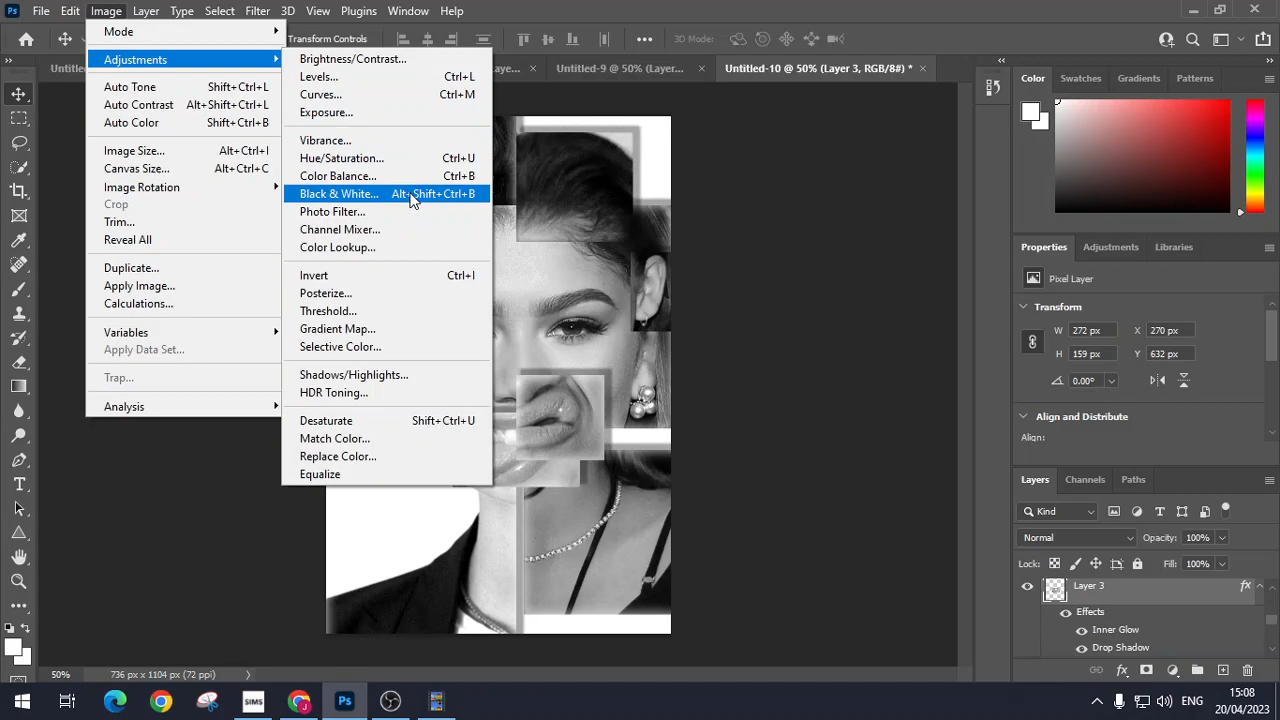 Ps File Edit Image Layer Type Select Filter 3D View Plugins Window Help
Transform Controls 3D Mode:
Untitle Laye... × Untitled-9 @ 50% (Layer... × Untitled-10 @ 50% (Layer 3, RGB/8#) * ×
Mode
Adjustments
Auto Tone Shift+Ctrl+L
Auto Contrast Alt+Shift+Ctrl+L
Auto Color Shift+Ctrl+B
Image Size... Alt+Ctrl+I
Canvas Size... Alt+Ctrl+C
Image Rotation
Crop
Trim...
Reveal All
Duplicate...
Apply Image...
Calculations...
Variables
Apply Data Set...
Trap...
Analysis
Brightness/Contrast...
Levels... Ctrl+L
Curves... Ctrl+M
Exposure...
Vibrance...
Hue/Saturation... Ctrl+U
Color Balance... Ctrl+B
Black & White... Alt+Shift+Ctrl+B
Photo Filter...
Channel Mixer...
Color Lookup...
Invert Ctrl+I
Posterize...
Threshold...
Gradient Map...
Selective Color...
Shadows/Highlights...
HDR Toning...
Desaturate Shift+Ctrl+U
Match Color...
Replace Color...
Equalize
Color Swatches Gradients Patterns
Properties Adjustments Libraries
Pixel Layer
Transform
W 272 px X 270 px
H 159 px Y 632 px
0.00°
Align and Distribute
Align:
Layers Channels Paths
Kind
Normal Opacity: 100%
Lock: Fill: 100%
Layer 3 fx
Effects
Inner Glow
Drop Shadow
50% 736 px x 1104 px (72 ppi)
SIMS Ps ENG 15:08
20/04/2023